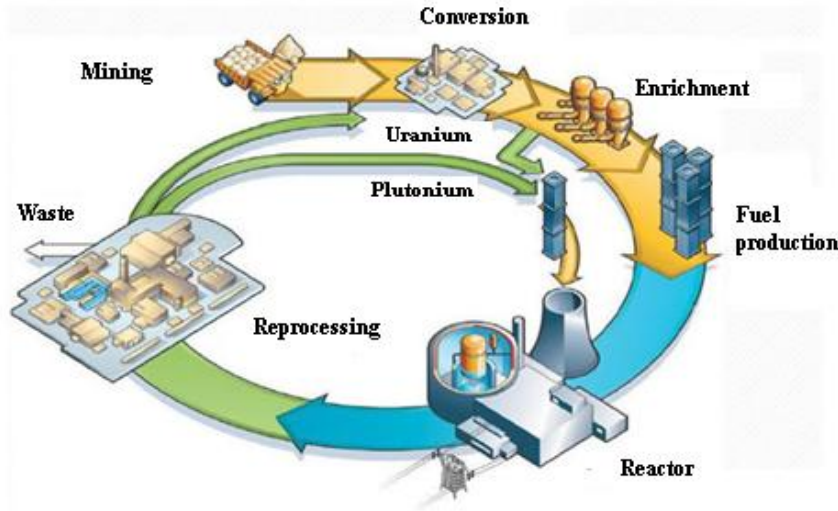 Conversion
Mining
Enrichment
Uranium
Plutonium
Waste
Fuel
production
Reprocessing
Reactor